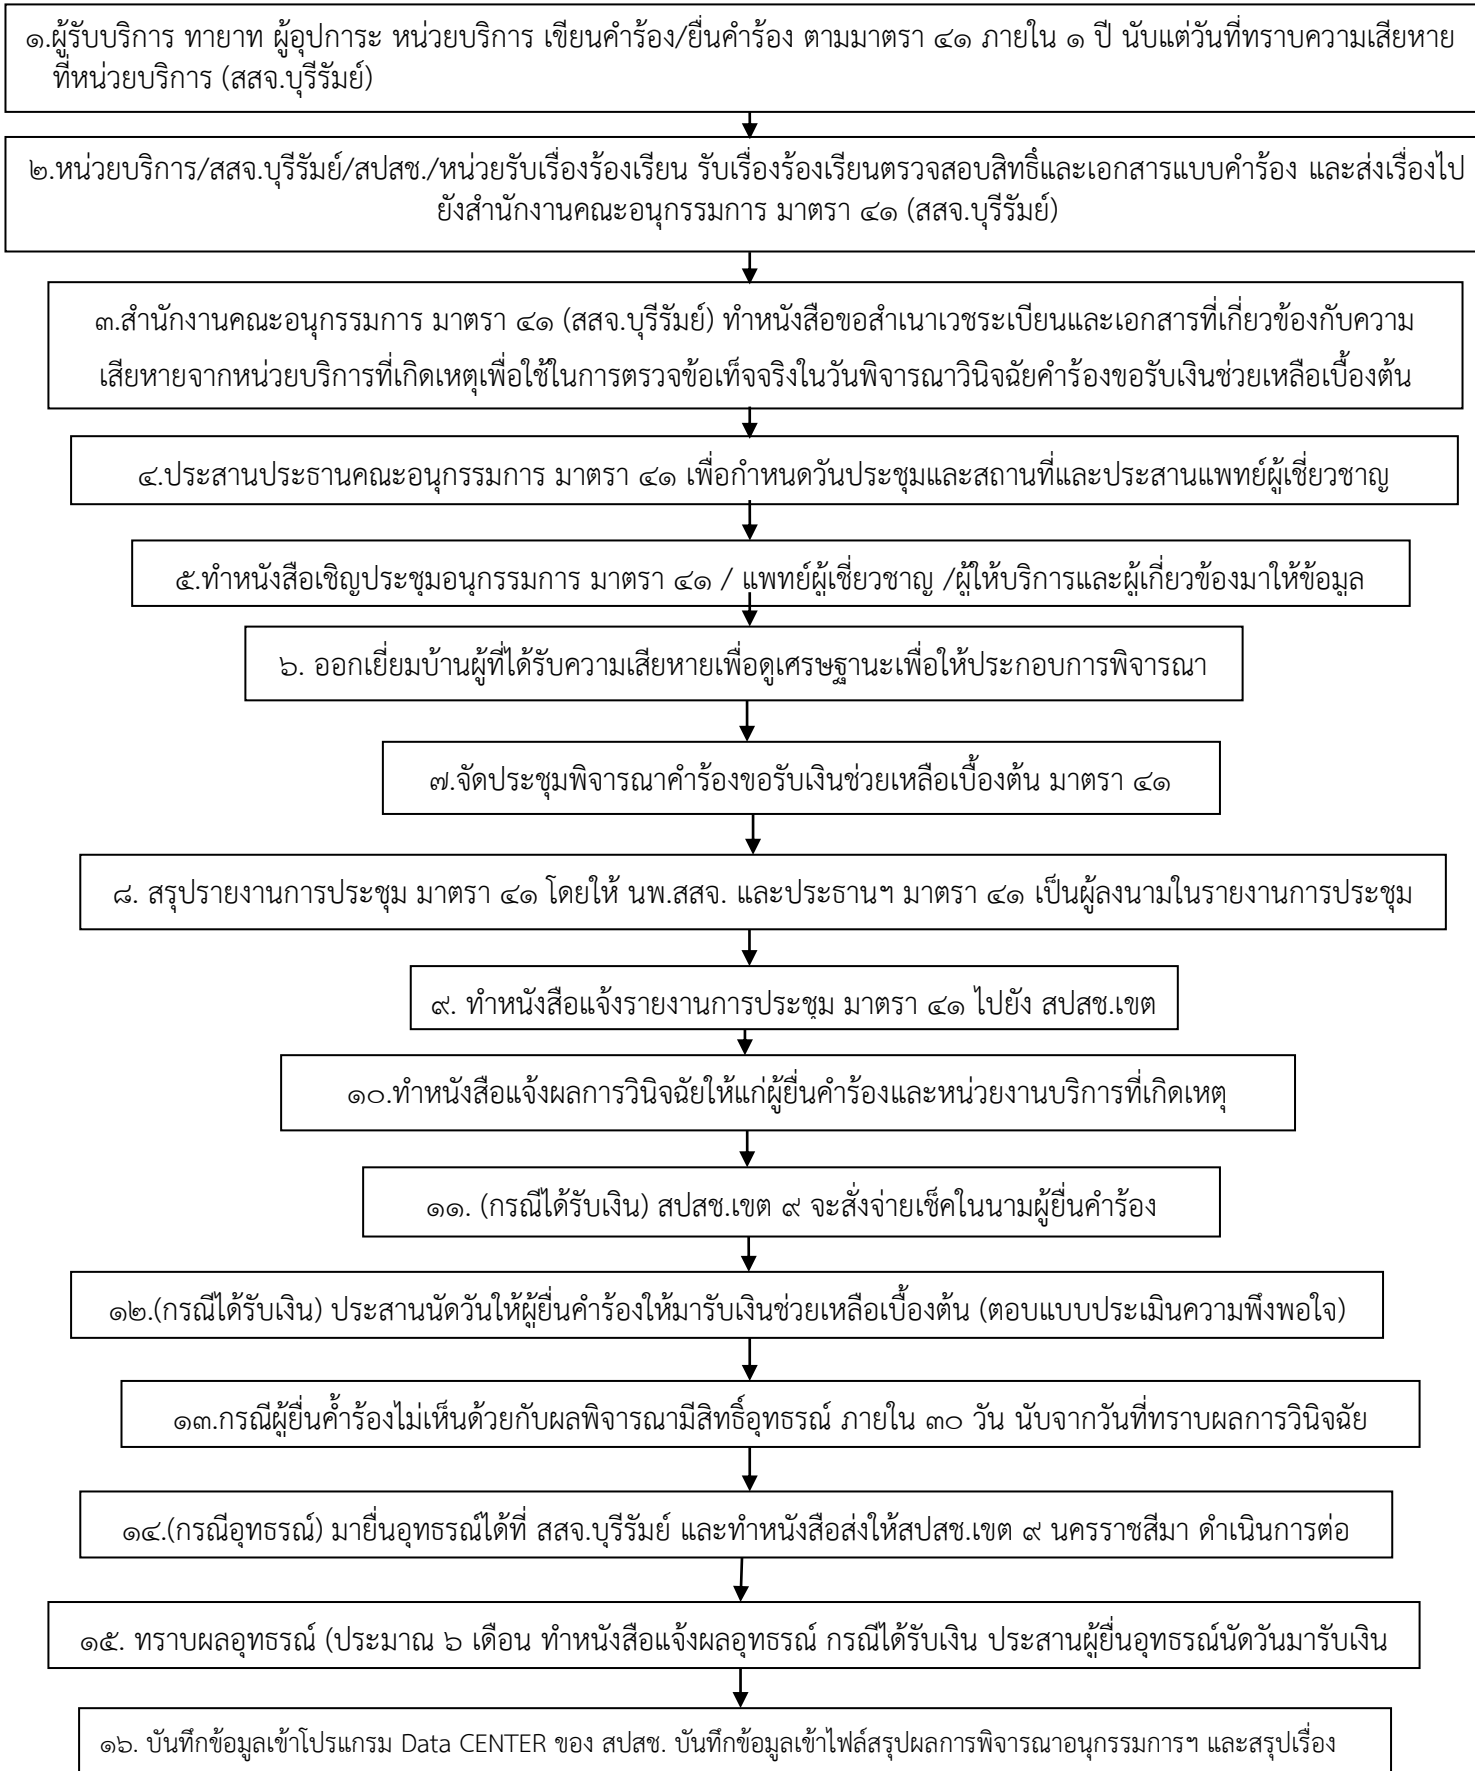 ๑.ผู้รับบริการ ทายาท ผู้อุปการะ หน่วยบริการ เขียนคำร้อง/ยื่นคำร้อง ตามมาตรา ๔๑ ภายใน ๑ ปี นับแต่วันที่ทราบความเสียหาย
ที่หน่วยบริการ (สสจ.บุรีรัมย์)
๒.หน่วยบริการ/สสจ.บุรีรัมย์/สปสช./หน่วยรับเรื่องร้องเรียน รับเรื่องร้องเรียนตรวจสอบสิทธิ์และเอกสารแบบคำร้อง และส่งเรื่องไป
ยังสำนักงานคณะอนุกรรมการ มาตรา ๔๑ (สสจ.บุรีรัมย์)
๓.สำนักงานคณะอนุกรรมการ มาตรา ๔๑ (สสจ.บุรีรัมย์) ทำหนังสือขอสำเนาเวชระเบียนและเอกสารที่เกี่ยวข้องกับความ
เสียหายจากหน่วยบริการที่เกิดเหตุเพื่อใช้ในการตรวจข้อเท็จจริงในวันพิจารณาวินิจฉัยคำร้องขอรับเงินช่วยเหลือเบื้องต้น
๔.ประสานประธานคณะอนุกรรมการ มาตรา ๔๑ เพื่อกำหนดวันประชุมและสถานที่และประสานแพทย์ผู้เชี่ยวชาญ
๕.ทำหนังสือเชิญประชุมอนุกรรมการ มาตรา ๔๑ / แพทย์ผู้เชี่ยวชาญ /ผู้ให้บริการและผู้เกี่ยวข้องมาให้ข้อมูล
๖. ออกเยี่ยมบ้านผู้ที่ได้รับความเสียหายเพื่อดูเศรษฐานะเพื่อให้ประกอบการพิจารณา
๗.จัดประชุมพิจารณาคำร้องขอรับเงินช่วยเหลือเบื้องต้น มาตรา ๔๑
๘. สรุปรายงานการประชุม มาตรา ๔๑ โดยให้ นพ.สสจ. และประธานฯ มาตรา ๔๑ เป็นผู้ลงนามในรายงานการประชุม
๙. ทำหนังสือแจ้งรายงานการประชุม มาตรา ๔๑ ไปยัง สปสช.เขต
๑๐.ทำหนังสือแจ้งผลการวินิจฉัยให้แก่ผู้ยื่นคำร้องและหน่วยงานบริการที่เกิดเหตุ
๑๑. (กรณีได้รับเงิน) สปสช.เขต ๙ จะสั่งจ่ายเช็คในนามผู้ยื่นคำร้อง
๑๒.(กรณีได้รับเงิน) ประสานนัดวันให้ผู้ยื่นคำร้องให้มารับเงินช่วยเหลือเบื้องต้น (ตอบแบบประเมินความพึงพอใจ)
๑๓.กรณีผู้ยื่นค้ำร้องไม่เห็นด้วยกับผลพิจารณามีสิทธิ์อุทธรณ์ ภายใน ๓๐ วัน นับจากวันที่ทราบผลการวินิจฉัย
๑๔.(กรณีอุทธรณ์) มายื่นอุทธรณ์ได้ที่ สสจ.บุรีรัมย์ และทำหนังสือส่งให้สปสช.เขต ๙ นครราชสีมา ดำเนินการต่อ
๑๕. ทราบผลอุทธรณ์ (ประมาณ ๖ เดือน ทำหนังสือแจ้งผลอุทธรณ์ กรณีได้รับเงิน ประสานผู้ยื่นอุทธรณ์นัดวันมารับเงิน
๑๖. บันทึกข้อมูลเข้าโปรแกรม Data CENTER ของ สปสช. บันทึกข้อมูลเข้าไฟล์สรุปผลการพิจารณาอนุกรรมการฯ และสรุปเรื่อง